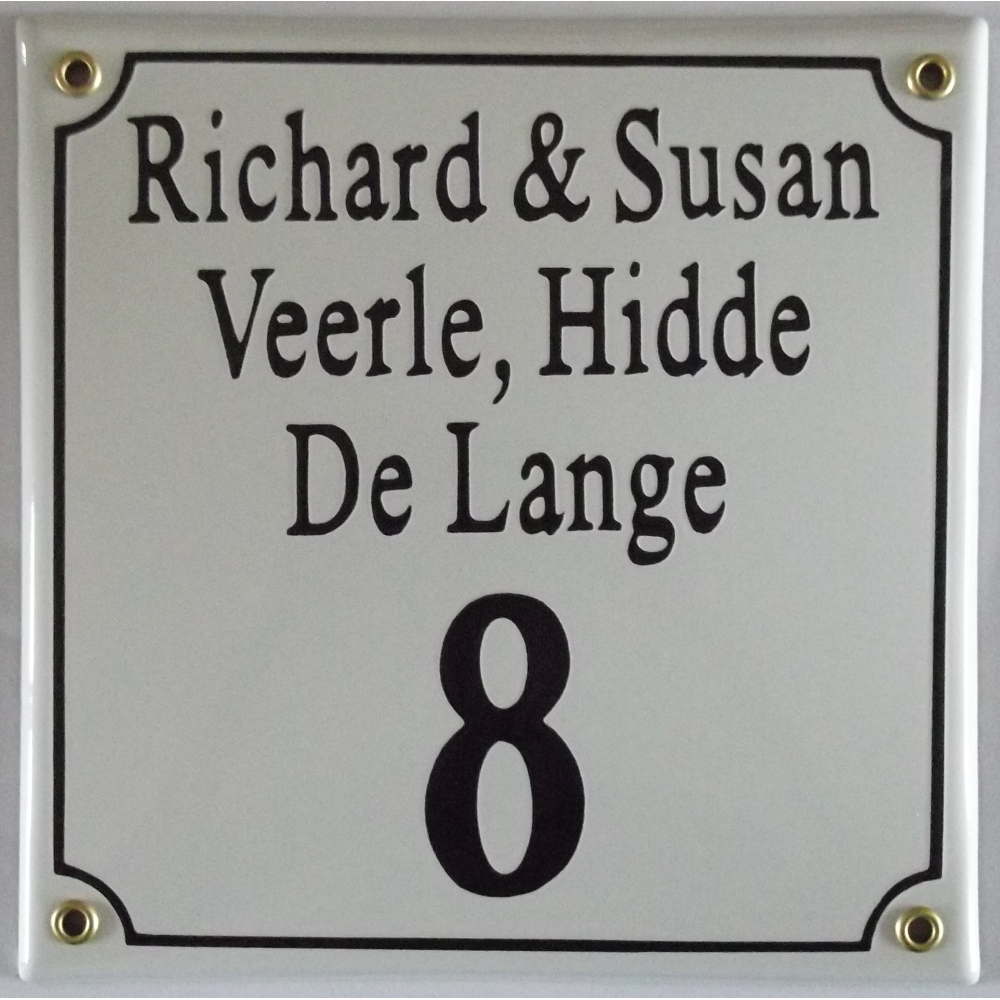 Richard & Susan
Veerle, Hidde
De Lange
8